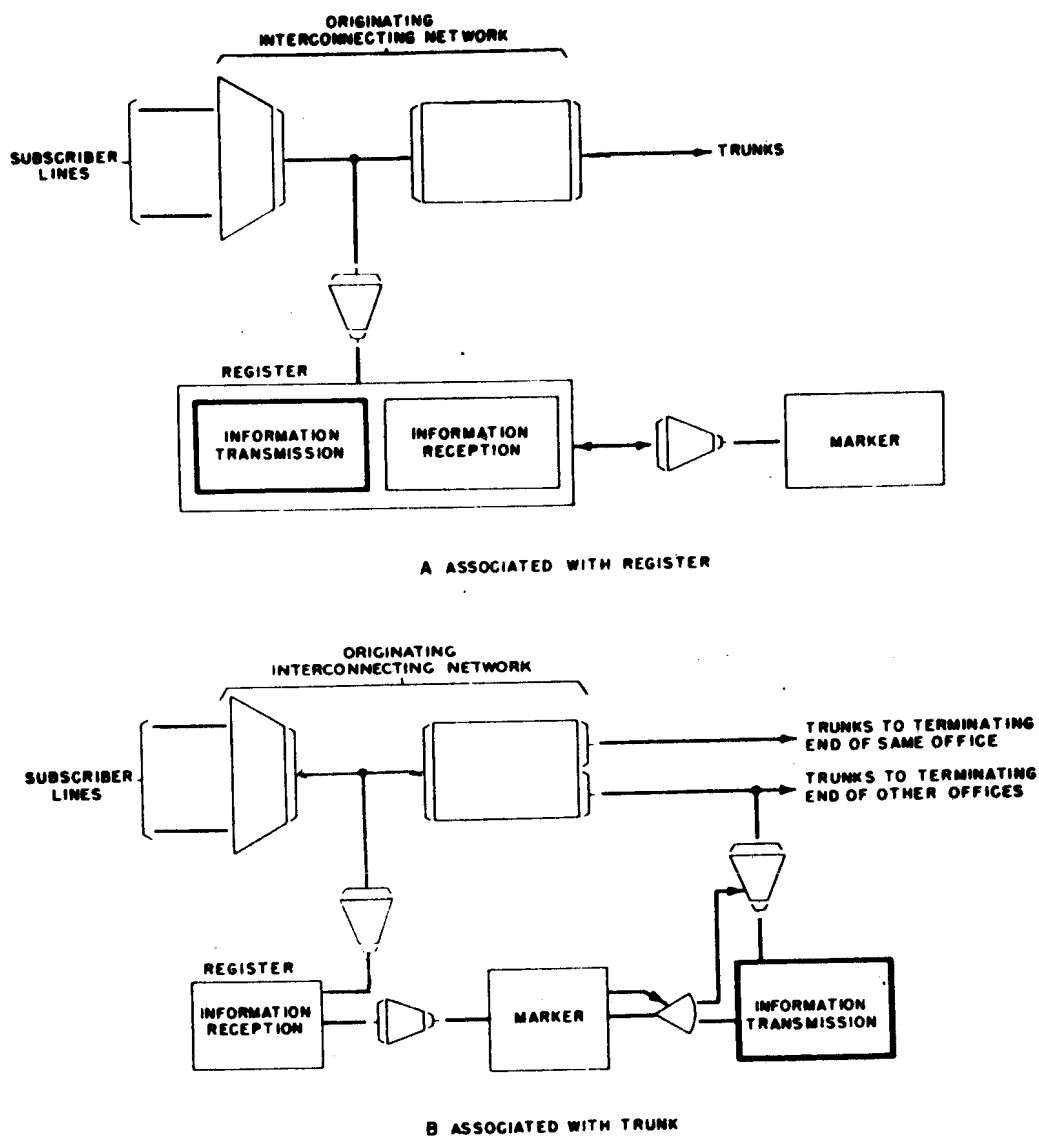 ORIGINATING
INTERCONNECTING NETWORK
SUBSCRIBER
LINES
TRUNKS
REGISTER
INFORMATION
TRANSMISSION
INFORMATION
RECEPTION
MARKER
A ASSOCIATED WITH REGISTER
ORIGINATING
INTERCONNECTING NETWORK
SUBSCRIBER
LINES
TRUNKS TO TERMINATING
END OF SAME OFFICE
TRUNKS TO TERMINATING
END OF OTHER OFFICES
REGISTER
INFORMATION
RECEPTION
MARKER
INFORMATION
TRANSMISSION
B ASSOCIATED WITH TRUNK